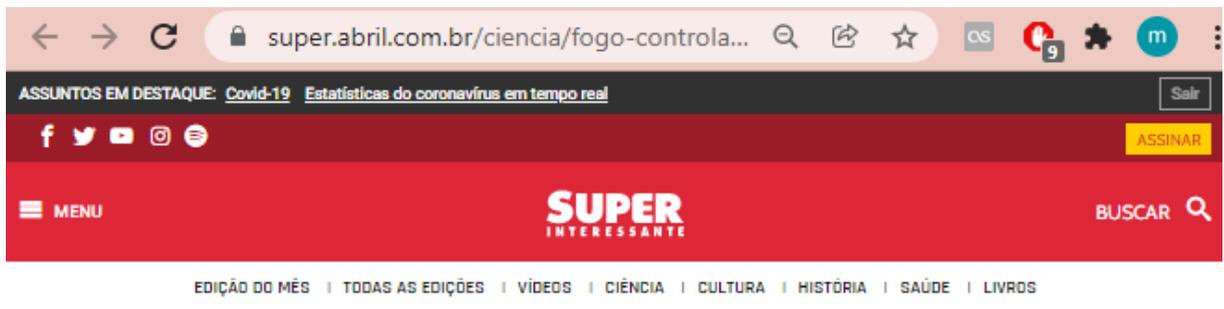 super.abril.com.br/ciencia/fogo-controla...
CS
9
m
ASSUNTOS EM DESTAQUE: Covid-19 Estatísticas do coronavírus em tempo real
Sair
ASSINAR
MENU
SUPER
INTERESSANTE
BUSCAR
EDIÇÃO DO MÊS | TODAS AS EDIÇÕES | VÍDEOS | CIÊNCIA | CULTURA | HISTÓRIA | SAÚDE | LIVROS